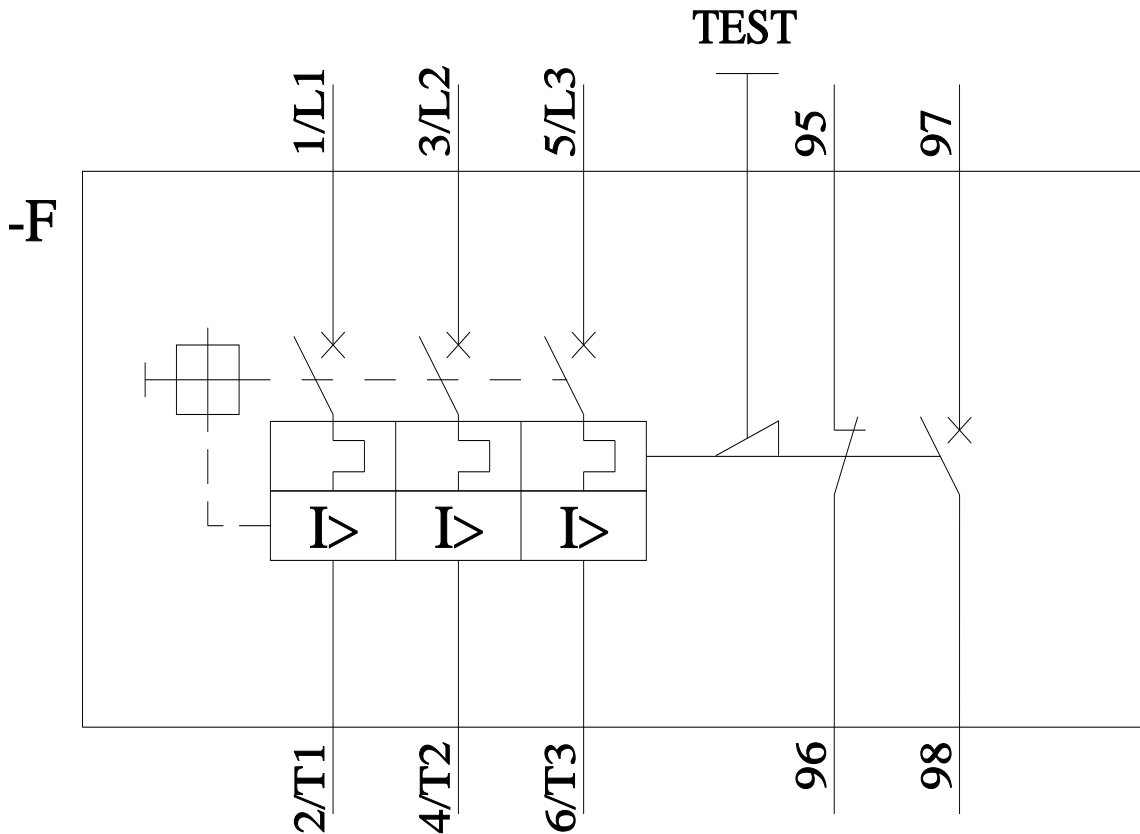 TEST
1/L1
3/L2
5/L3
95
97
-F
I>
I>
I>
2/T1
4/T2
6/T3
96
98